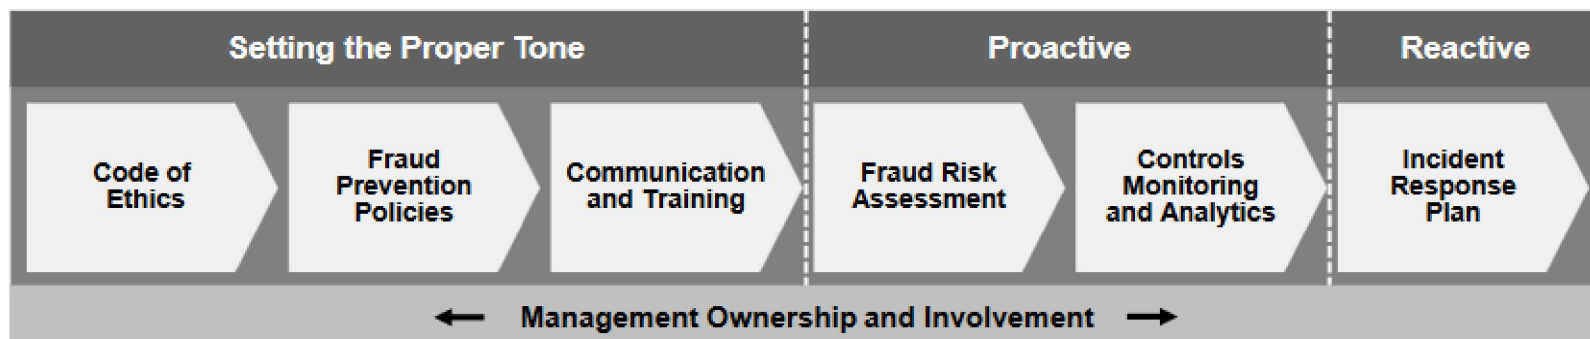 Setting the Proper Tone
Proactive
Reactive
Code of
Ethics
Fraud
Prevention
Policies
Communication
and Training
Fraud Risk
Assessment
Controls
Monitoring
and Analytics
Incident
Response
Plan
Management Ownership and Involvement